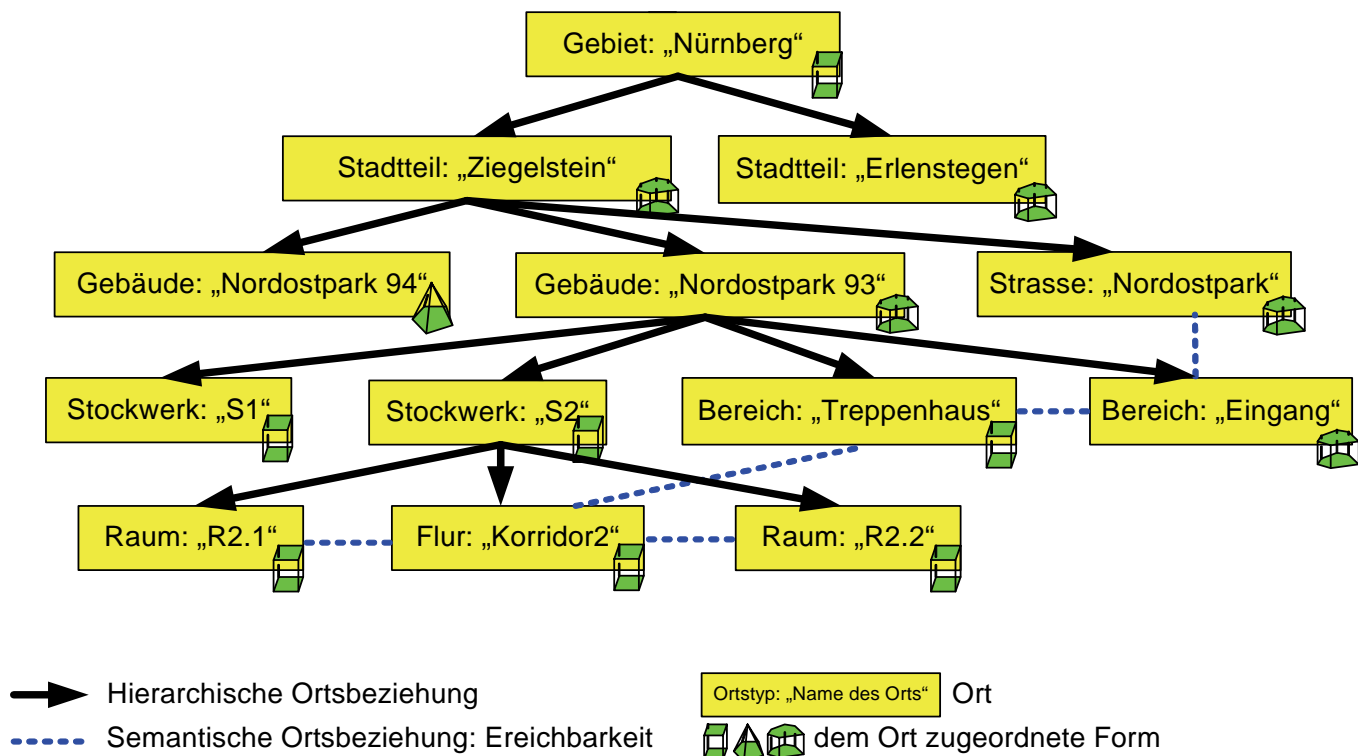 Gebiet: „Nürnberg“
Stadtteil: „Ziegelstein“
Stadtteil: „Erlenstegen“
Gebäude: „Nordostpark 94“
Gebäude: „Nordostpark 93“
Strasse: „Nordostpark“
Stockwerk: „S1“
Stockwerk: „S2“
Bereich: „Treppenhaus“
Bereich: „Eingang“
Raum: „R2.1“
Flur: „Korridor2“
Raum: „R2.2“
Hierarchische Ortsbeziehung
Ortstyp: „Name des Orts“
Ort
Semantische Ortsbeziehung: Ereichbarkeit
dem Ort zugeordnete Form